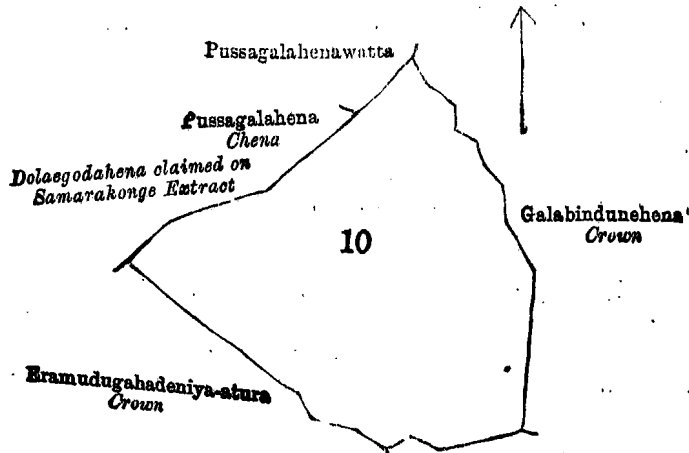 Pussagalahenawatta
Pussagalahena
Chena
Dolaegodahena claimed on
Samarakonge Extract
10
Galabindunehena
Crown
Eramudugahadeniya-atura
Crown